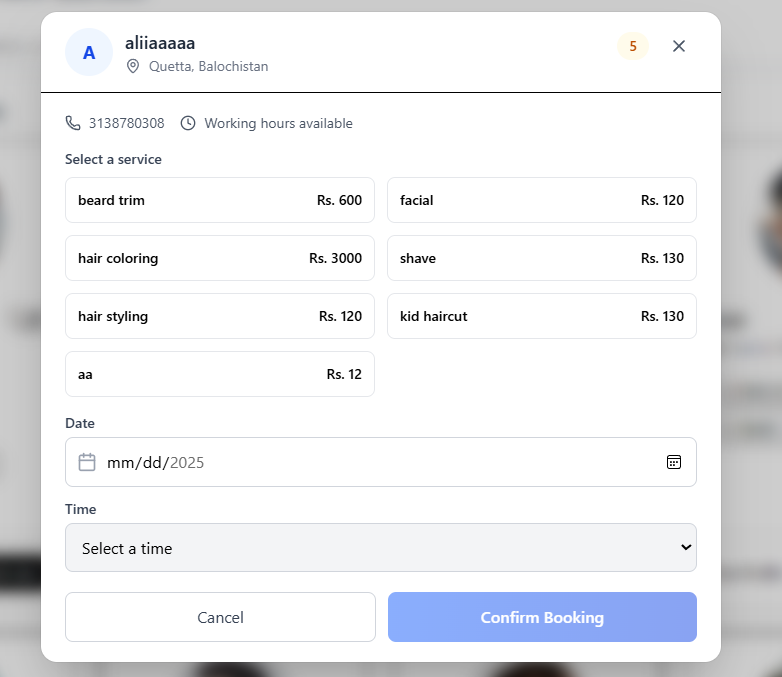 A
aliiaaaaa
5
Quetta, Balochistan
3138780308 Working hours available
Select a service
beard trim Rs. 600
facial Rs. 120
hair coloring Rs. 3000
shave Rs. 130
hair styling Rs. 120
kid haircut Rs. 130
aa Rs. 12
Date
mm/dd/2025
Time
Select a time
Cancel
Confirm Booking